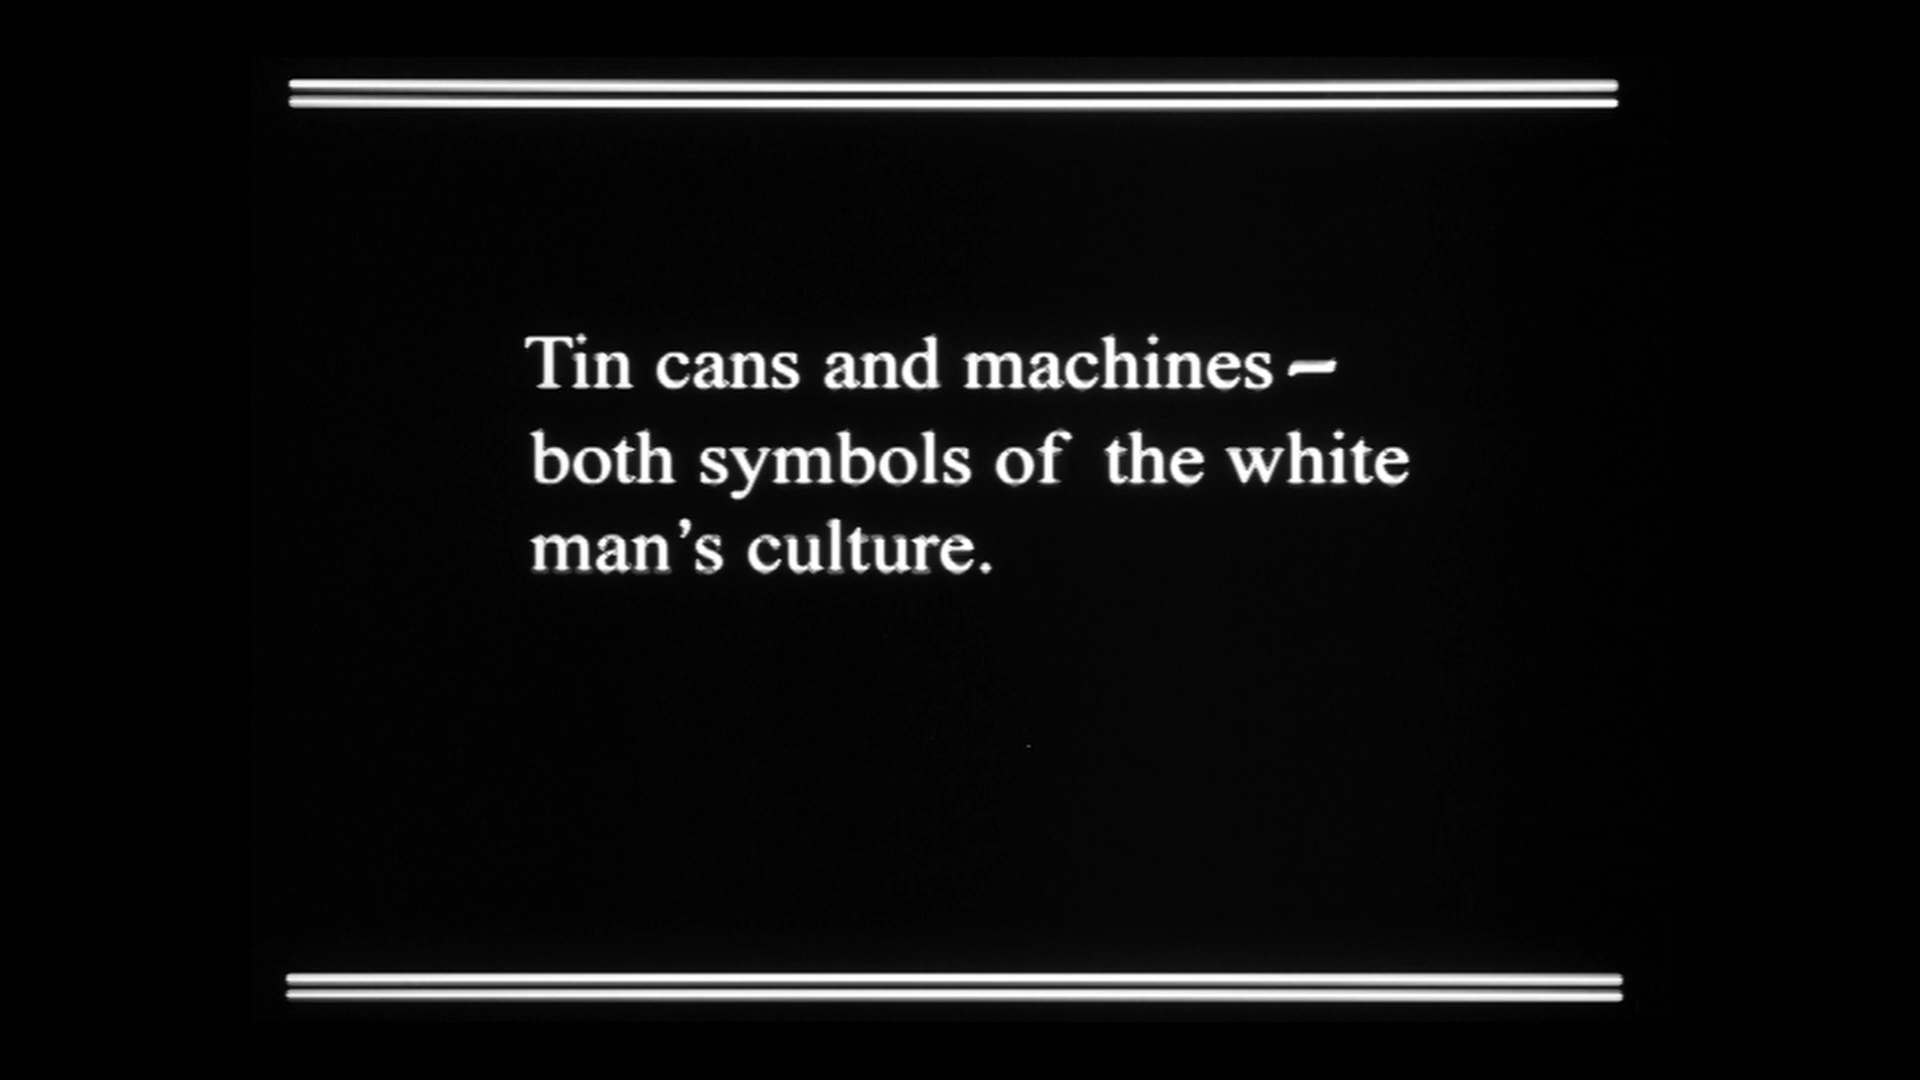 Tin cans and machines —
both symbols of the white
man’s culture.